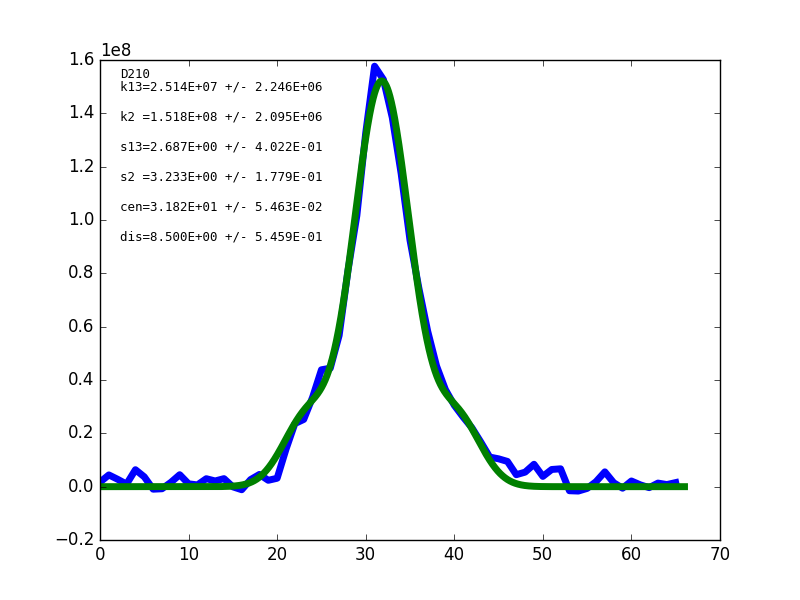 1e8
D210
k13=2.514E+07 +/- 2.246E+06
k2 =1.518E+08 +/- 2.095E+06
s13=2.687E+00 +/- 4.022E-01
s2 =3.233E+00 +/- 1.779E-01
cen=3.182E+01 +/- 5.463E-02
dis=8.500E+00 +/- 5.459E-01
1.6
1.4
1.2
1.0
0.8
0.6
0.4
0.2
0.0
−0.2
0 10 20 30 40 50 60 70